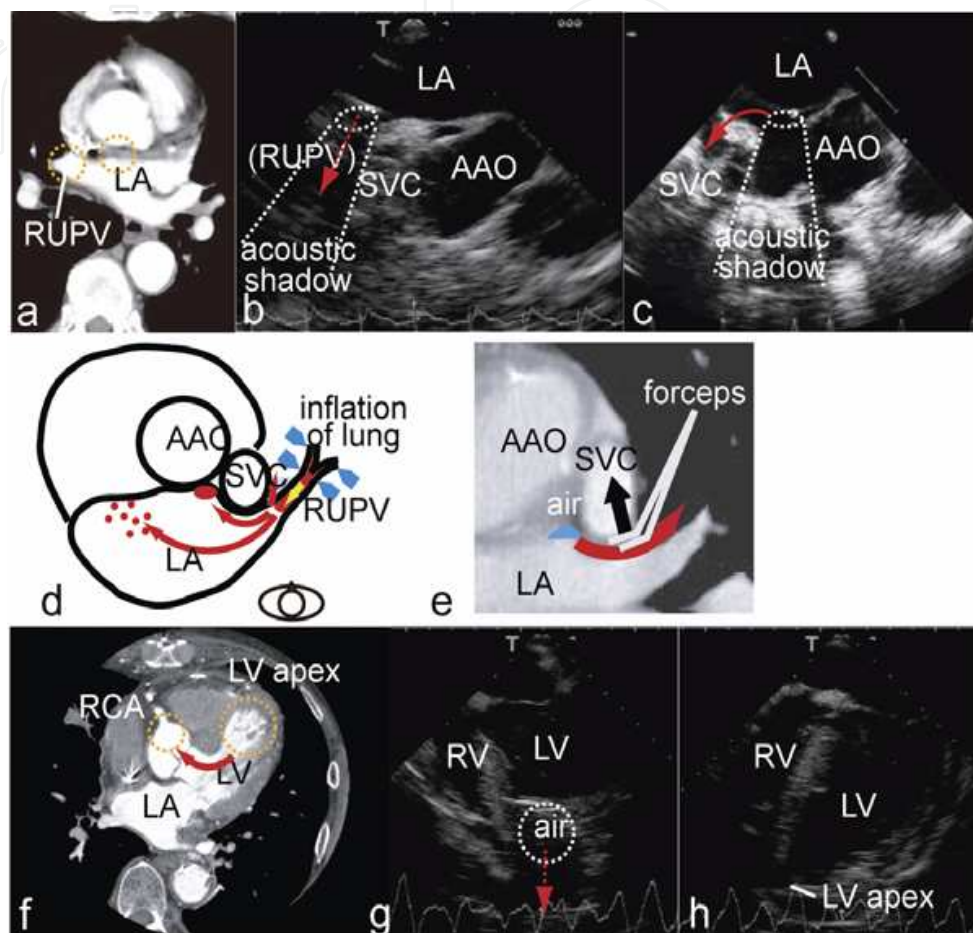 LA
RUPV
a
T
LA
(RUPV)
SVC
AAO
acoustic
shadow
b
LA
SVC
AAO
acoustic
shadow
c
AAO
SVC
inflation
of lung
RUPV
LA
d
forceps
AAO
SVC
air
LA
e
RCA
LV apex
LV
LA
f
T
RV
LV
air
g
T
RV
LV
LV apex
h